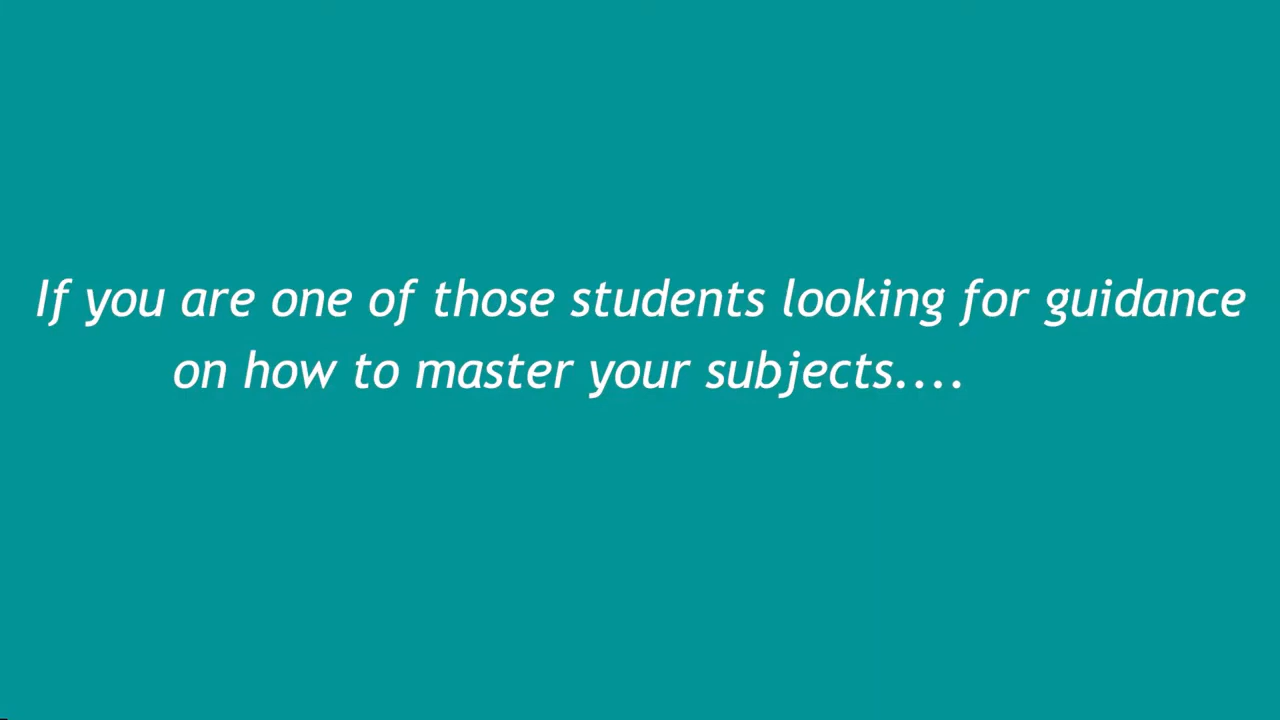 If you are one of those students looking for guidance
on how to master your subjects....